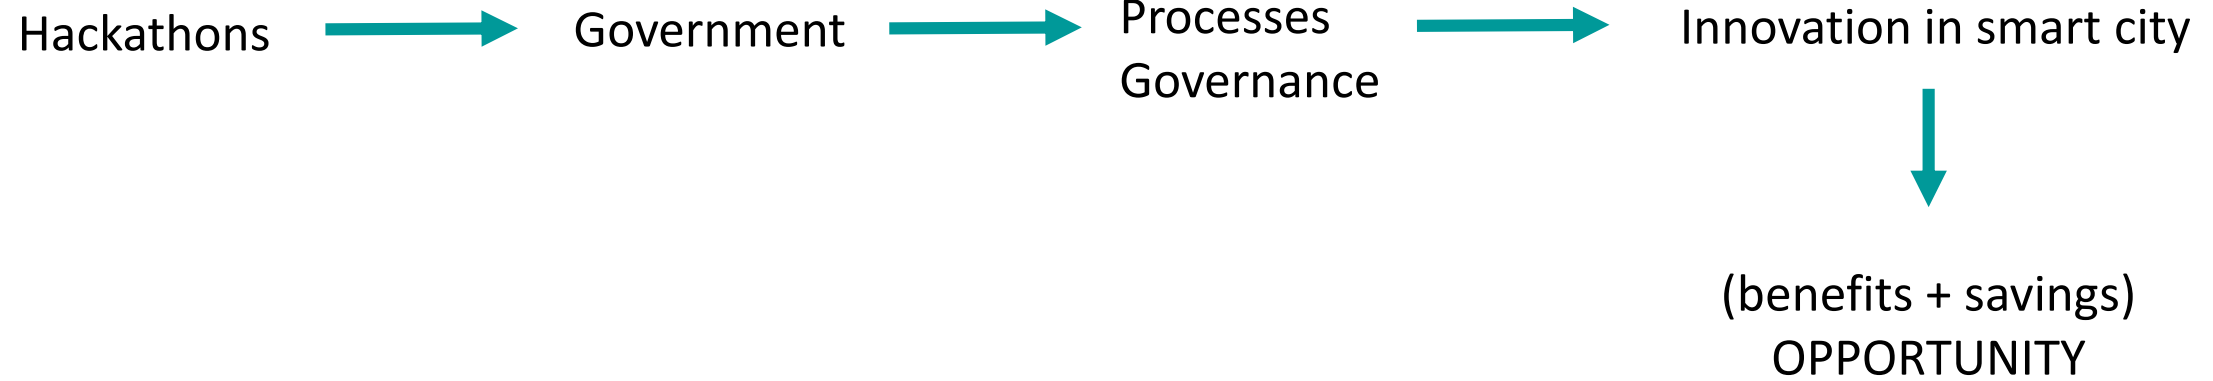 Hackathons
Government
Processes
Governance
Innovation in smart city
(benefits + savings)
OPPORTUNITY